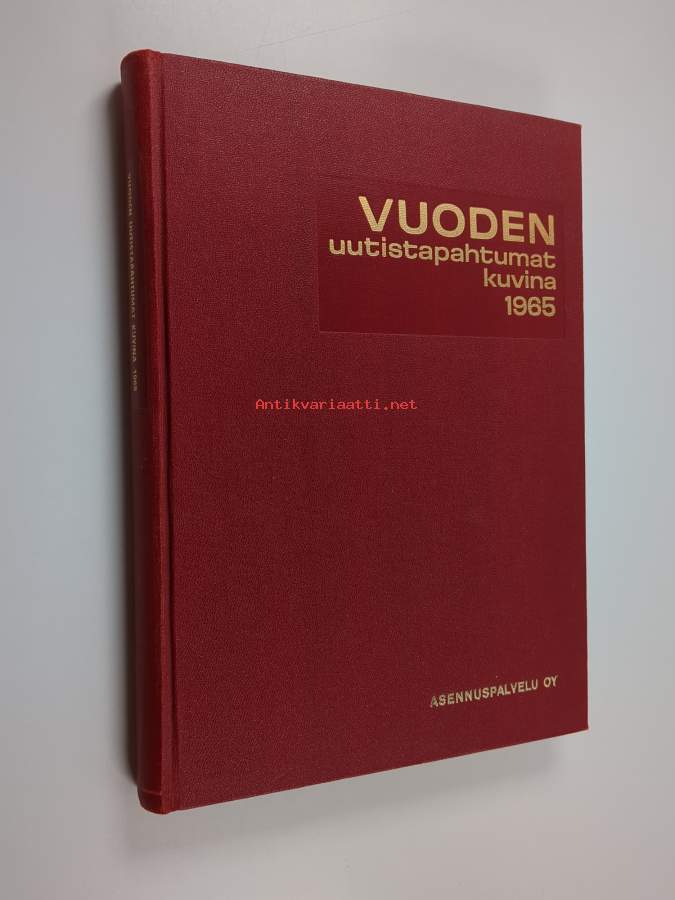 VUODEN
uutistapahtumat
kuvina
1965
Antikvariaatti.net
ASENNUSPALVELU OY
VUODEN UUTISTAPAHTUMAT KUVINA 1965